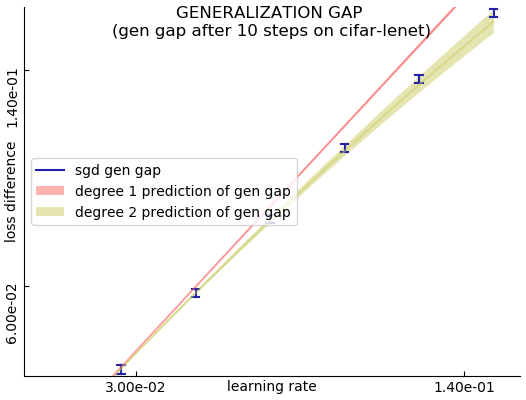 GENERALIZATION GAP
(gen gap after 10 steps on cifar-lenet)
1.40e-01
loss difference
6.00e-02
sgd gen gap
degree 1 prediction of gen gap
degree 2 prediction of gen gap
3.00e-02
learning rate
1.40e-01